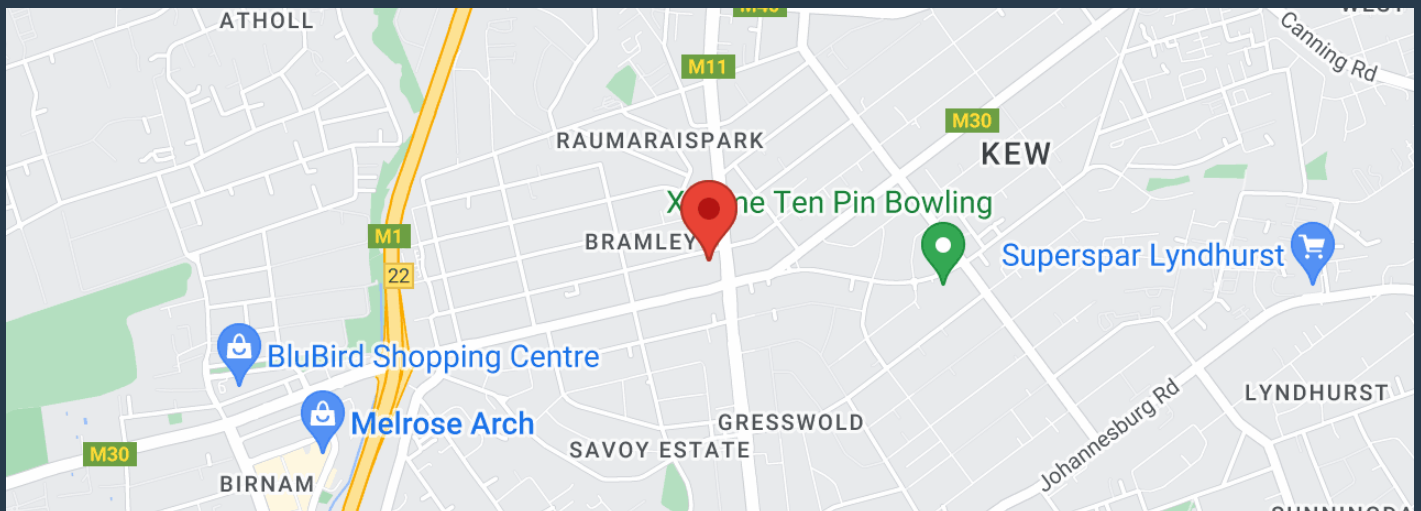 ATHOLL
Canning Rd
M11
M30
RAUMARAISPARK
KEW
Ten Pin Bowling
BRAMLEY
M1
22
Superspar Lyndhurst
BluBird Shopping Centre
Melrose Arch
LYNDHURST
Johannesburg Rd
GRESSWOLD
SAVOY ESTATE
M30
BIRNAM